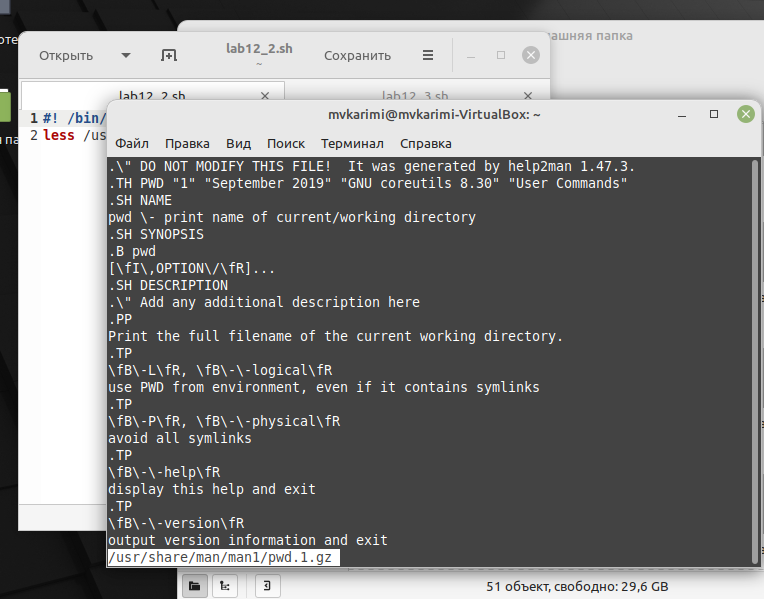 ашняя папка
Открыть
lab12_2.sh
~
Сохранить
lab12_2.sh
lab12_3.sh
1 #! /bin/
2 less /us
mvkarimi@mvkarimi-VirtualBox: ~
Файл Правка Вид Поиск Терминал Справка
.\" DO NOT MODIFY THIS FILE!  It was generated by help2man 1.47.3.
.TH PWD "1" "September 2019" "GNU coreutils 8.30" "User Commands"
.SH NAME
pwd \- print name of current/working directory
.SH SYNOPSIS
.B pwd
[\fI\,OPTION\/\fR]...
.SH DESCRIPTION
.\" Add any additional description here
.PP
Print the full filename of the current working directory.
.TP
\fB\-L\fR, \fB\-\-logical\fR
use PWD from environment, even if it contains symlinks
.TP
\fB\-P\fR, \fB\-\-physical\fR
avoid all symlinks
.TP
\fB\-\-help\fR
display this help and exit
.TP
\fB\-\-version\fR
output version information and exit
/usr/share/man/man1/pwd.1.gz
51 объект, свободно: 29,6 GB